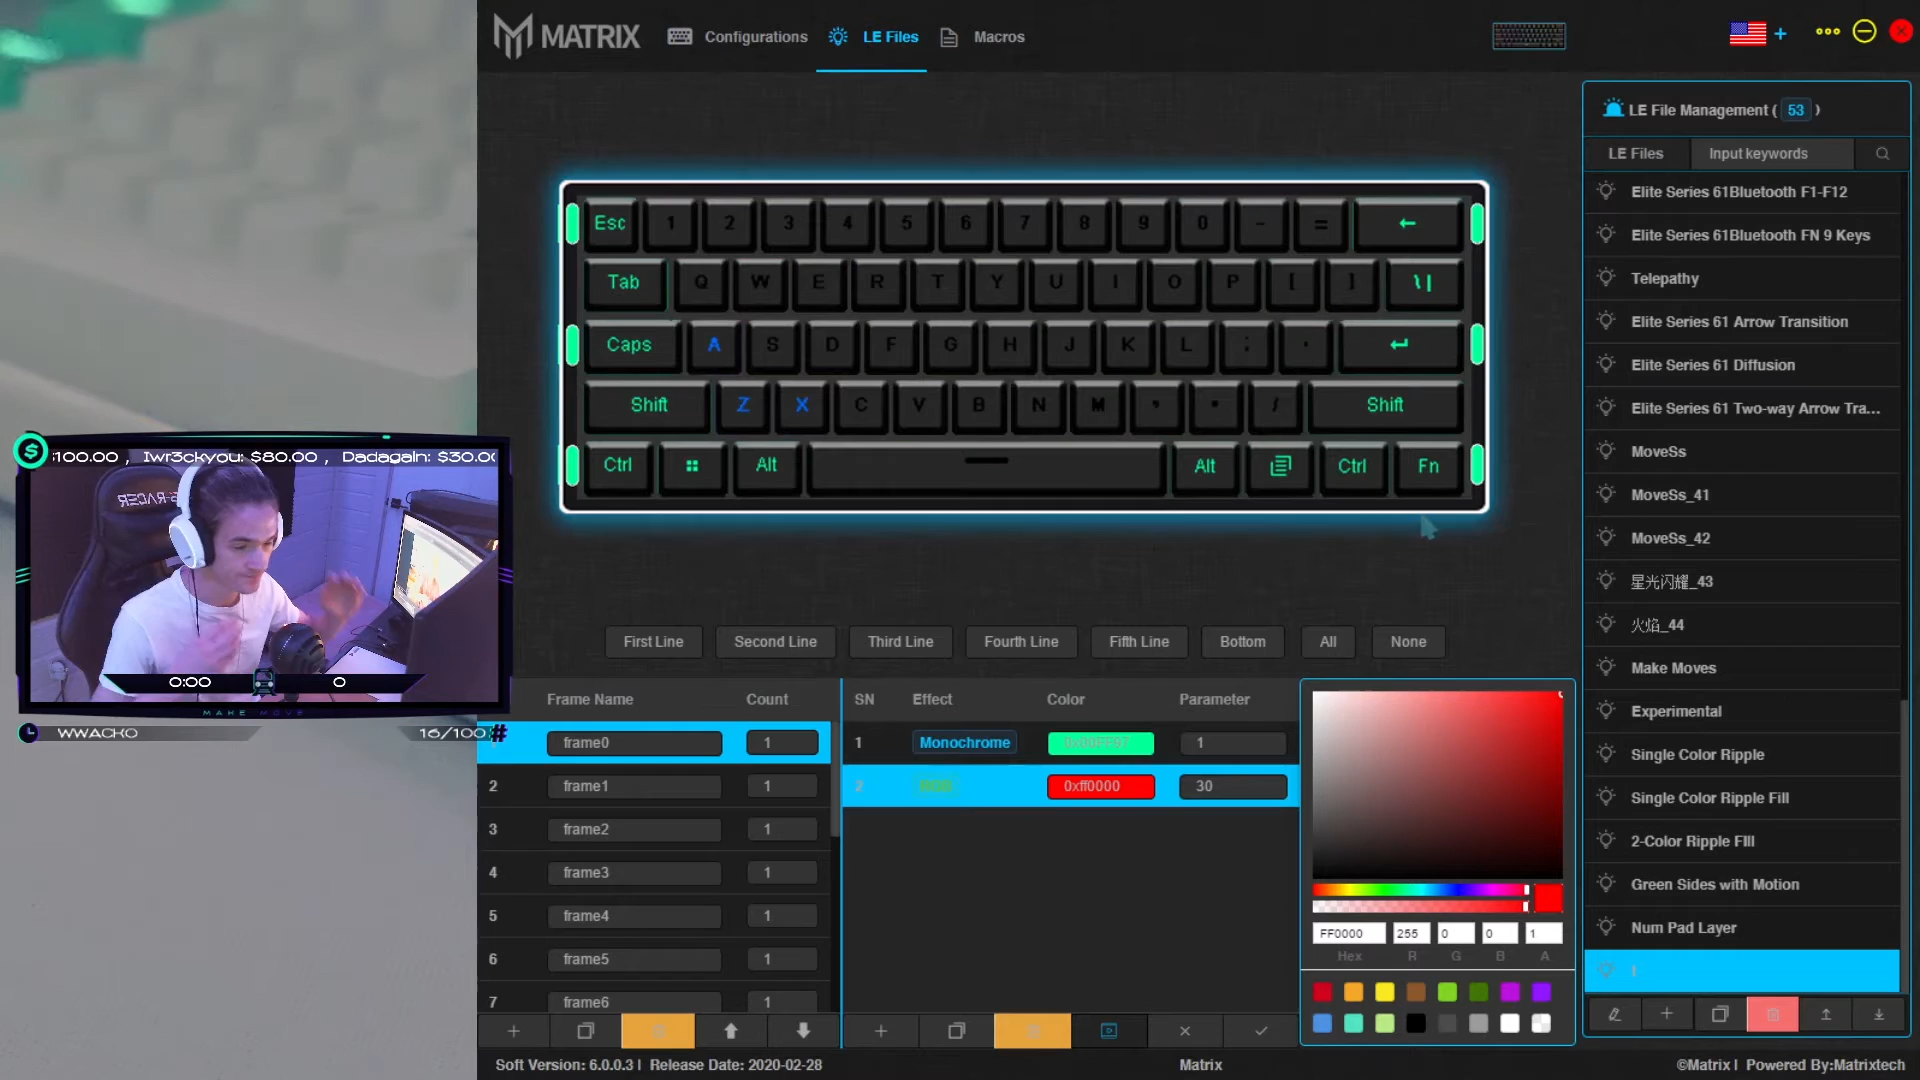 MATRIX
Configurations
LE Files
Macros
LE File Management ( 53 )
LE Files
Input keywords
Elite Series 61Bluetooth F1-F12
Elite Series 61Bluetooth FN 9 Keys
Telepathy
Elite Series 61 Arrow Transition
Elite Series 61 Diffusion
Elite Series 61 Two-way Arrow Tra...
MoveSs
MoveSs_41
MoveSs_42
星光闪耀_43
火焰_44
Make Moves
Experimental
Single Color Ripple
Single Color Ripple Fill
2-Color Ripple FIll
Green Sides with Motion
Num Pad Layer
Esc 1 2 3 4 5 6 7 8 9 0 - = ←
Tab Q W E R T Y U I O P [ ] \ |
Caps A S D F G H J K L ; '
Shift Z X C V B N M , . / Shift
Ctrl Alt Alt Ctrl Fn
First Line Second Line Third Line Fourth Line Fifth Line Bottom All None
Frame Name Count
frame0 1
2 frame1 1
3 frame2 1
4 frame3 1
5 frame4 1
6 frame5 1
7 frame6 1
SN Effect Color Parameter
1 Monochrome 1
2 RGB 0xff0000 30
FF0000 255 0 0 1
Hex R G B A
:100.00 , Iwr3ckyou: $80.00 , Dadagain: $30.00
0:00 0
MAKE MOVE
WWACKO
16/100 #
Soft Version: 6.0.0.3 | Release Date: 2020-02-28
Matrix
©Matrix | Powered By:Matrixtech